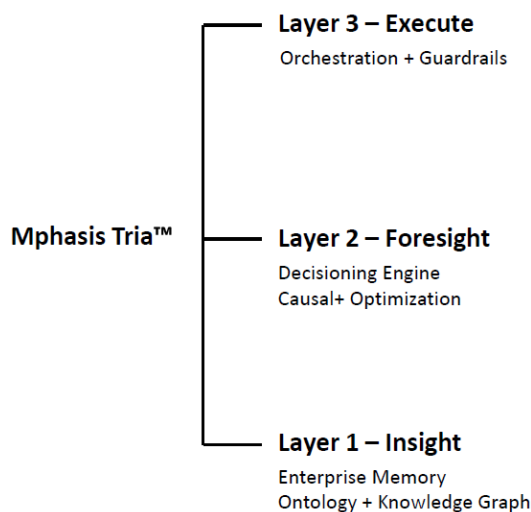 Layer 3 – Execute
Orchestration + Guardrails
Mphasis Tria™
Layer 2 – Foresight
Decisioning Engine
Causal+ Optimization
Layer 1 – Insight
Enterprise Memory
Ontology + Knowledge Graph